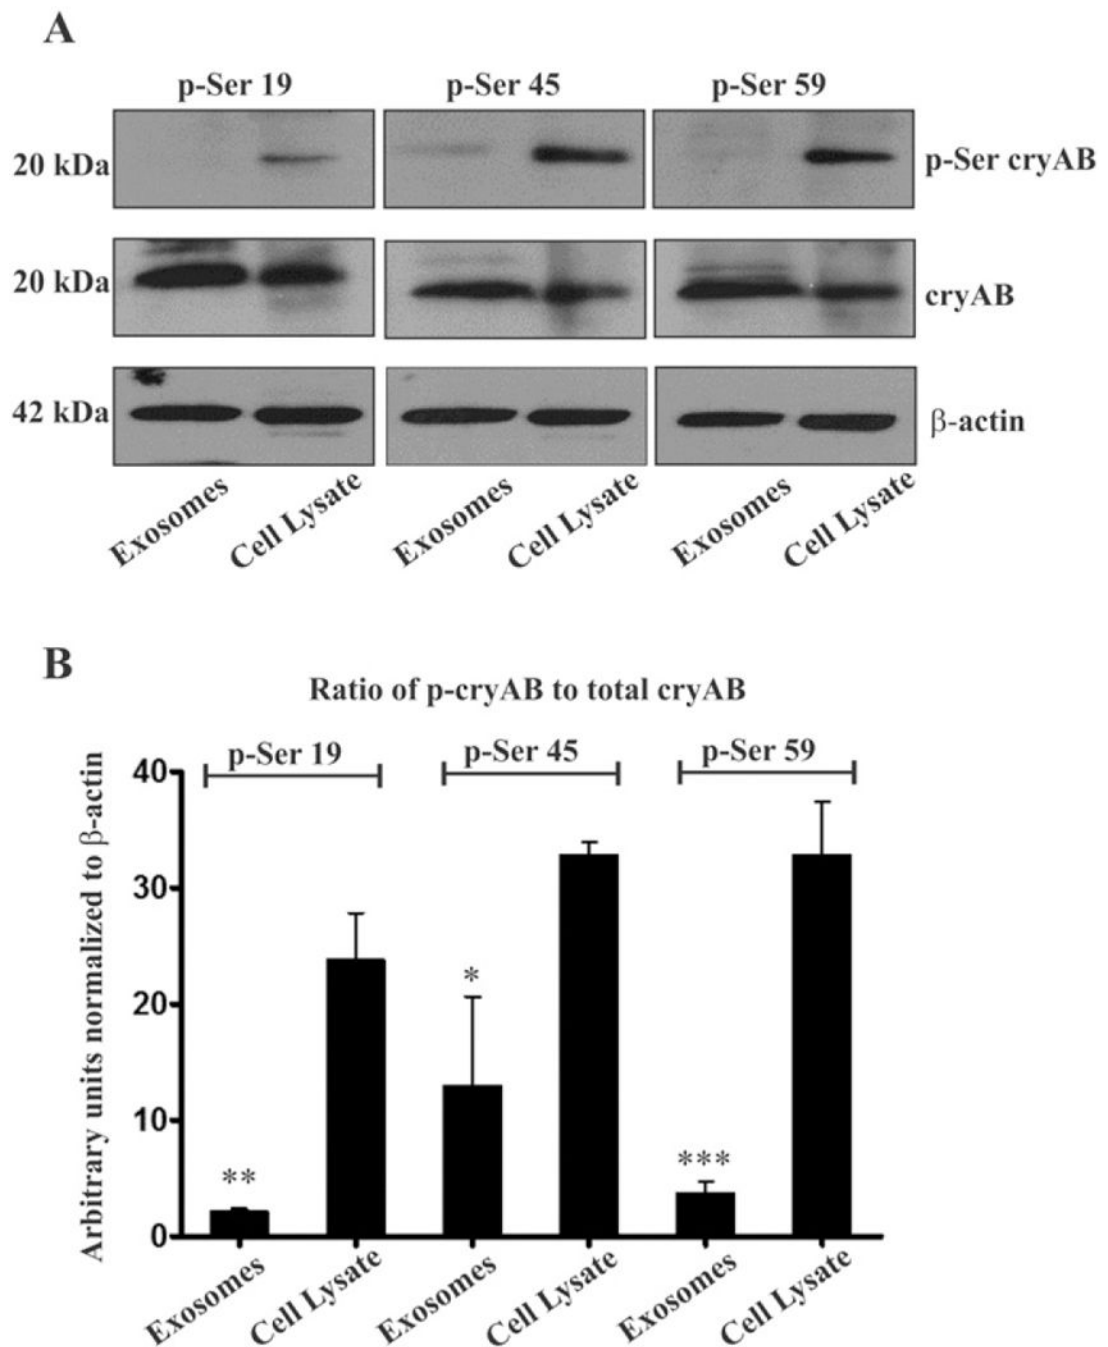 A
p-Ser 19 p-Ser 45 p-Ser 59
20 kDa p-Ser cryAB
20 kDa cryAB
42 kDa β-actin
Exosomes Cell Lysate Exosomes Cell Lysate Exosomes Cell Lysate
B
Ratio of p-cryAB to total cryAB
p-Ser 19 p-Ser 45 p-Ser 59
Arbitrary units normalized to β-actin
40
30
20
10
0
*
**
***
Exosomes Cell Lysate Exosomes Cell Lysate Exosomes Cell Lysate